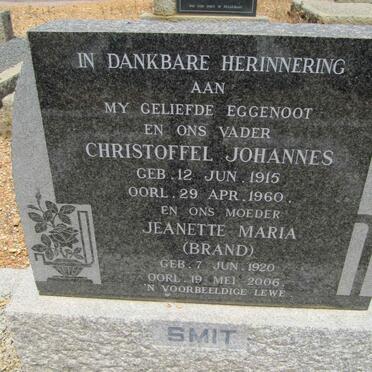 IN DANKBARE HERINNERING
AAN
MY GELIEFDE EGGENOOT
EN ONS VADER
CHRISTOFFEL JOHANNES
GEB. 12 JUN. 1915
OORL. 29 APR. 1960.
EN ONS MOEDER
JEANETTE MARIA
(BRAND)
GEB. 7 JUN. 1920
OORL. 19 MEI 2006.
'N VOORBEELDIGE LEWE
SMIT